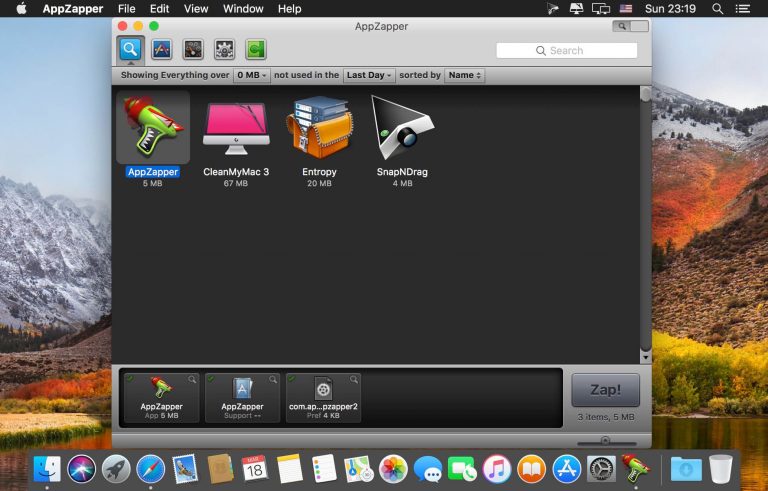 AppZapper File Edit View Window Help Sun 23:19
AppZapper
Search
Showing Everything over 0 MB not used in the Last Day sorted by Name
AppZapper CleanMyMac 3 Entropy SnapNDrag
5 MB 67 MB 20 MB 4 MB
AppZapper AppZapper com.ap...pzapper2
App 5 MB Support -- Pref 4 KB
Zap!
3 items, 5 MB
18